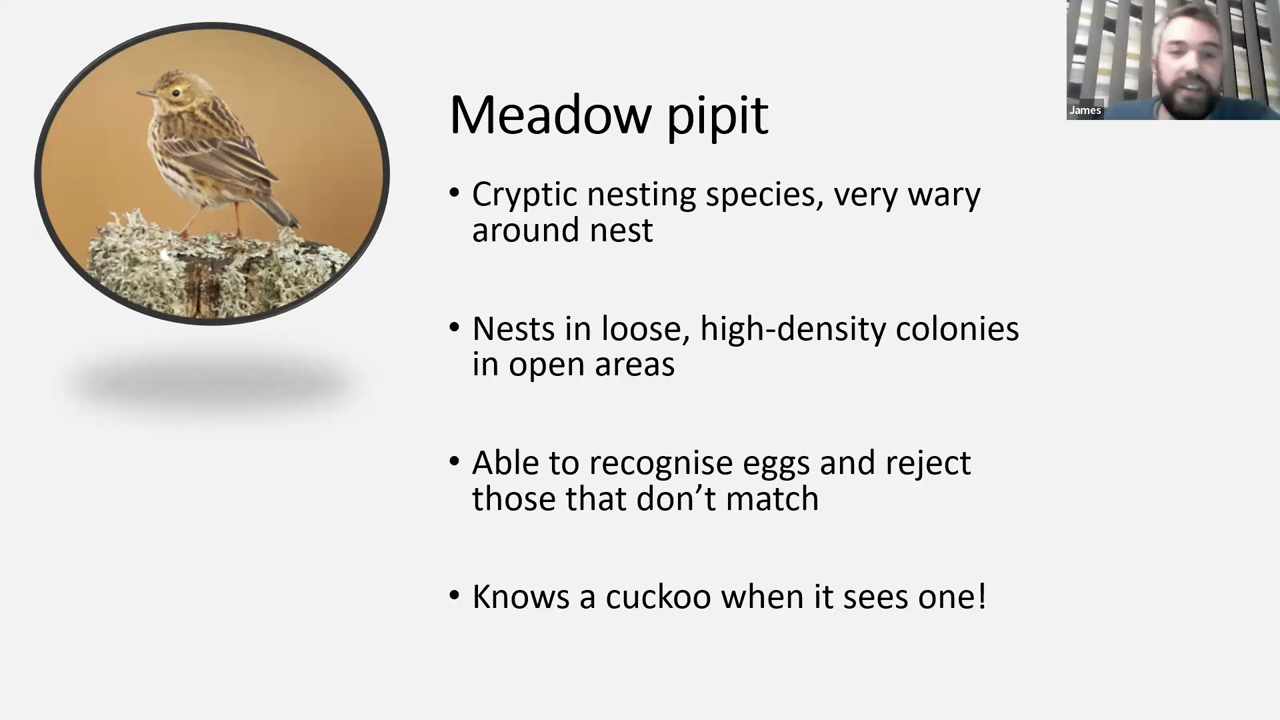 James
Meadow pipit
• Cryptic nesting species, very wary
around nest
• Nests in loose, high-density colonies
in open areas
• Able to recognise eggs and reject
those that don’t match
• Knows a cuckoo when it sees one!